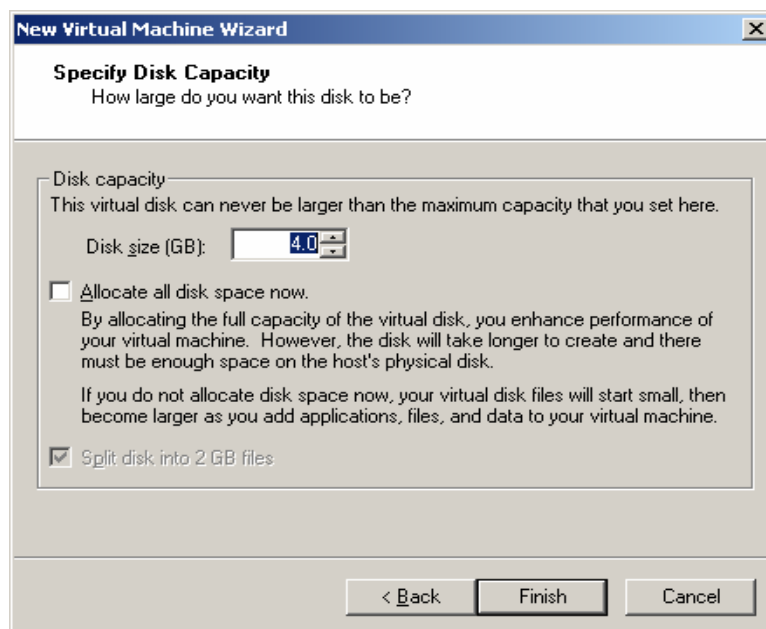 New Virtual Machine Wizard
Specify Disk Capacity
How large do you want this disk to be?
Disk capacity
This virtual disk can never be larger than the maximum capacity that you set here.
Disk size (GB): 4.0
Allocate all disk space now.
By allocating the full capacity of the virtual disk, you enhance performance of
your virtual machine. However, the disk will take longer to create and there
must be enough space on the host's physical disk.
If you do not allocate disk space now, your virtual disk files will start small, then
become larger as you add applications, files, and data to your virtual machine.
Split disk into 2 GB files
< Back Finish Cancel